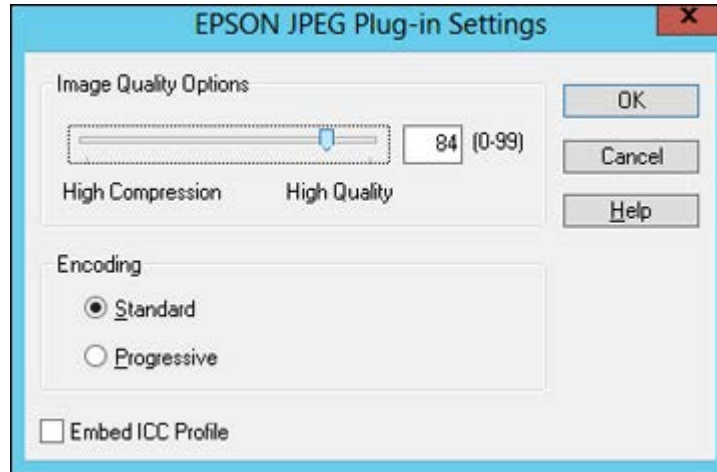 EPSON JPEG Plug-in Settings
x
Image Quality Options
84 (0-99)
High Compression High Quality
OK
Cancel
Help
Encoding
Standard
Progressive
Embed ICC Profile